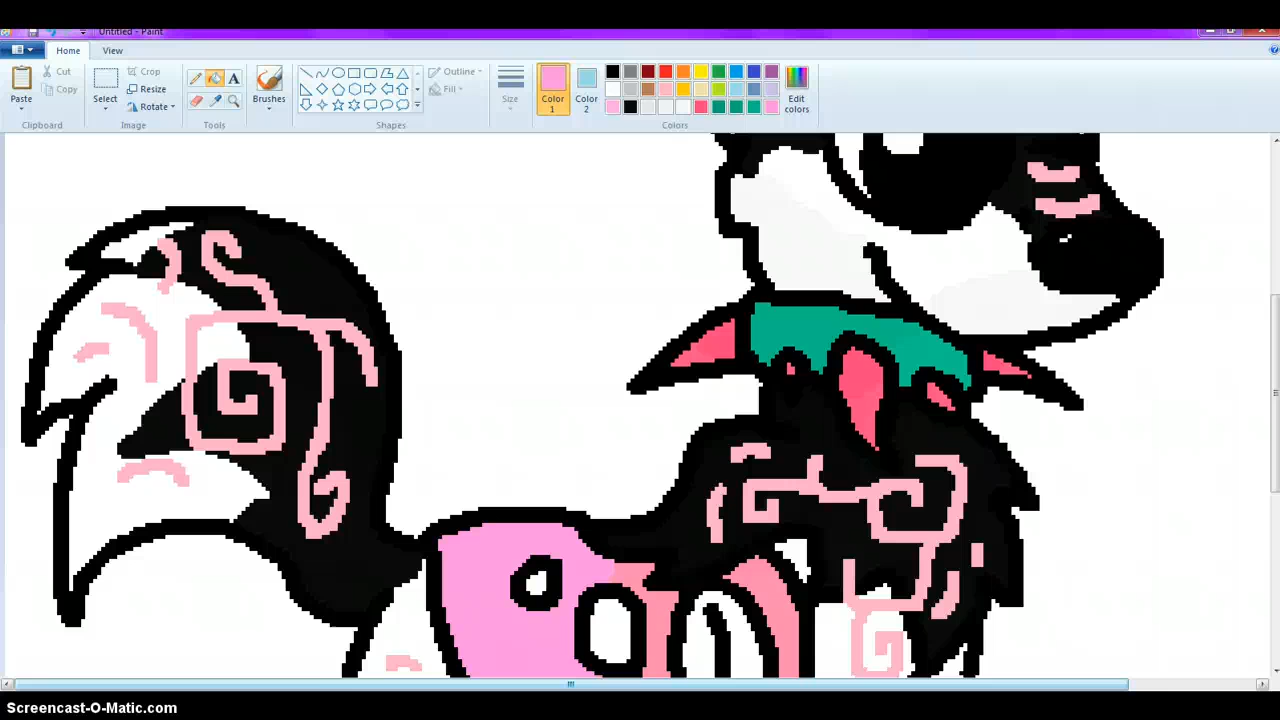 Untitled - Paint
Home View
Paste
Cut
Copy
Clipboard
Select
Crop
Resize
Rotate
Image
A
Tools
Brushes
Outline
Fill
Shapes
Size
Color 1
Color 2
Edit colors
Colors
Screencast-O-Matic.com